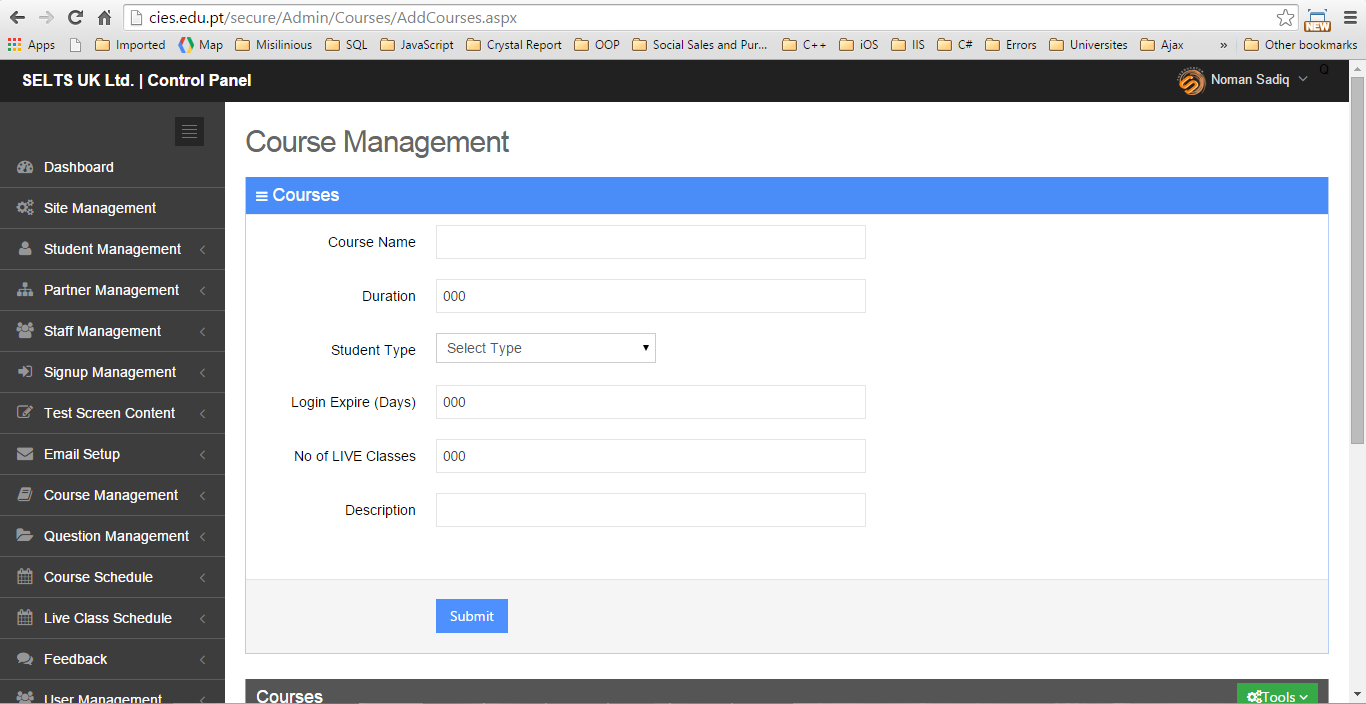 cies.edu.pt/secure/Admin/Courses/AddCourses.aspx
NEW
Apps Imported Map Misilinious SQL JavaScript Crystal Report OOP Social Sales and Pur... C++ iOS IIS C# Errors Universites Ajax » Other bookmarks
SELTS UK Ltd. | Control Panel
Noman Sadiq
Q
Dashboard
Site Management
Student Management
Partner Management
Staff Management
Signup Management
Test Screen Content
Email Setup
Course Management
Question Management
Course Schedule
Live Class Schedule
Feedback
User Management
Course Management
Courses
Course Name
Duration 000
Student Type Select Type
Login Expire (Days) 000
No of LIVE Classes 000
Description
Submit
Courses
Tools